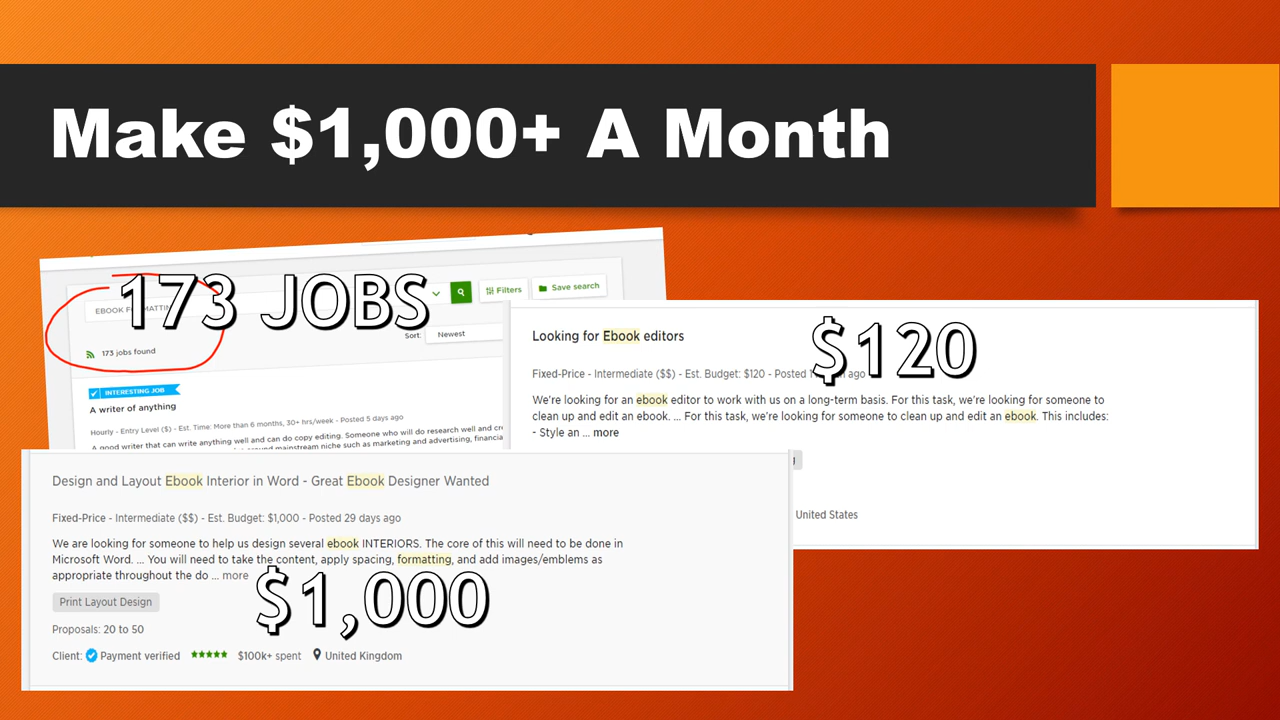 Make $1,000+ A Month
173 JOBS
EBOOK
Filters
Save search
Sort:
Newest
173 jobs found
INTERESTING JOB
A writer of anything
Hourly - Entry Level ($) - Est. Time: More than 6 months, 30+ hrs/week - Posted 5 days ago
A good writer that can write anything well and can do copy editing. Someone who will do research well and
around mainstream niche such as marketing and advertising,
Looking for Ebook editors
$120
Fixed-Price - Intermediate ($$) - Est. Budget: $120 - Posted ago
We're looking for an ebook editor to work with us on a long-term basis. For this task, we're looking for someone to
clean up and edit an ebook. ... For this task, we're looking for someone to clean up and edit an ebook. This includes:
- Style an ... more
United States
Design and Layout Ebook Interior in Word - Great Ebook Designer Wanted
Fixed-Price - Intermediate ($$) - Est. Budget: $1,000 - Posted 29 days ago
We are looking for someone to help us design several ebook INTERIORS. The core of this will need to be done in
Microsoft Word. ... You will need to take the content, apply spacing, formatting, and add images/emblems as
appropriate throughout the do ... more
$1,000
Print Layout Design
Proposals: 20 to 50
Client: Payment verified $100k+ spent United Kingdom